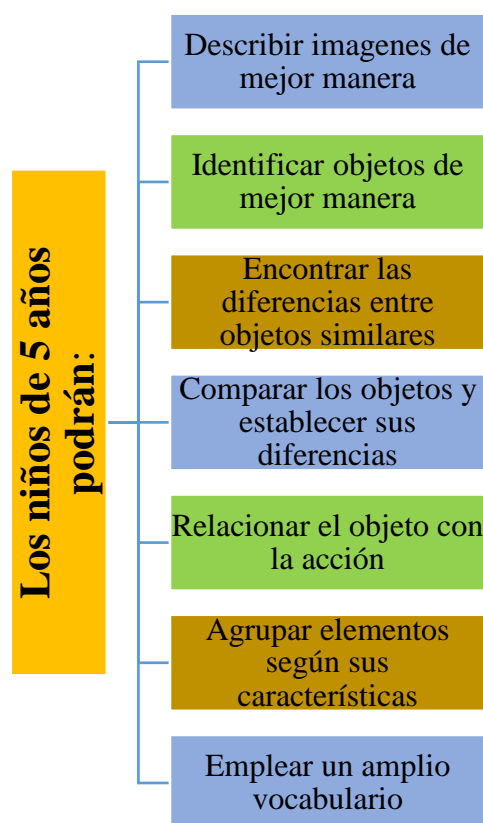 Los niños de 5 años
podrán:
Describir imagenes de
mejor manera
Identificar objetos de
mejor manera
Encontrar las
diferencias entre
objetos similares
Comparar los objetos y
establecer sus
diferencias
Relacionar el objeto con
la acción
Agrupar elementos
según sus
características
Emplear un amplio
vocabulario